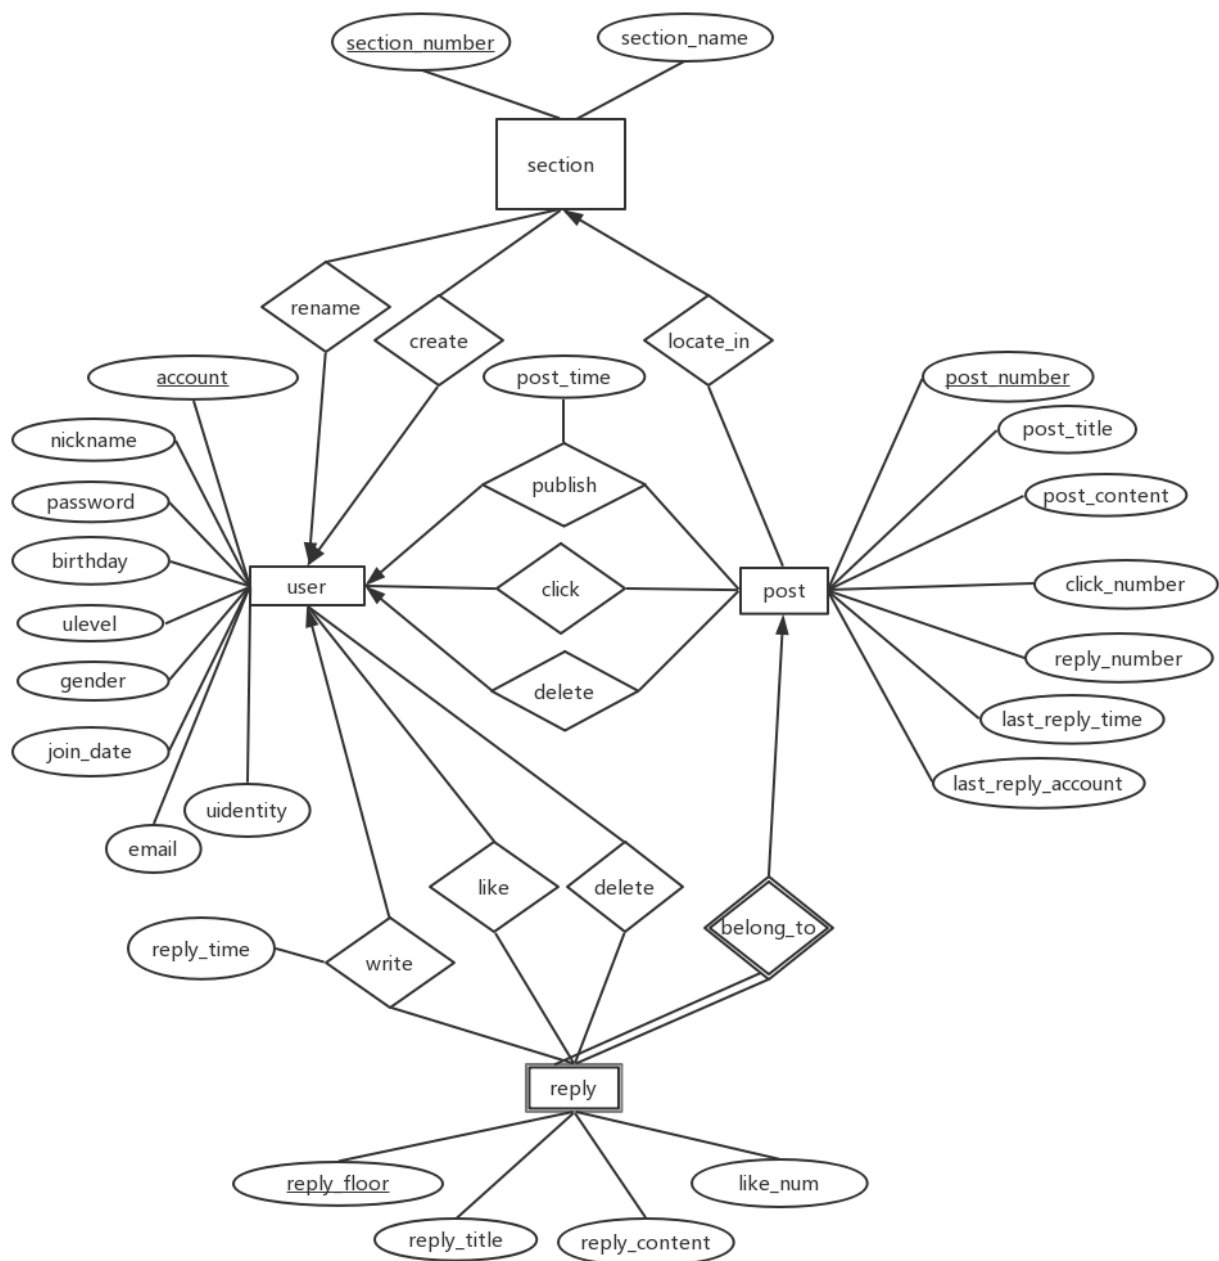 section_number
section_name
section
rename
create
locate_in
account
post_time
post_number
nickname
post_title
password
publish
post_content
birthday
user
click
post
click_number
ulevel
gender
delete
reply_number
join_date
last_reply_time
uidentity
last_reply_account
email
like
delete
belong_to
reply_time
write
reply
reply_floor
like_num
reply_title
reply_content